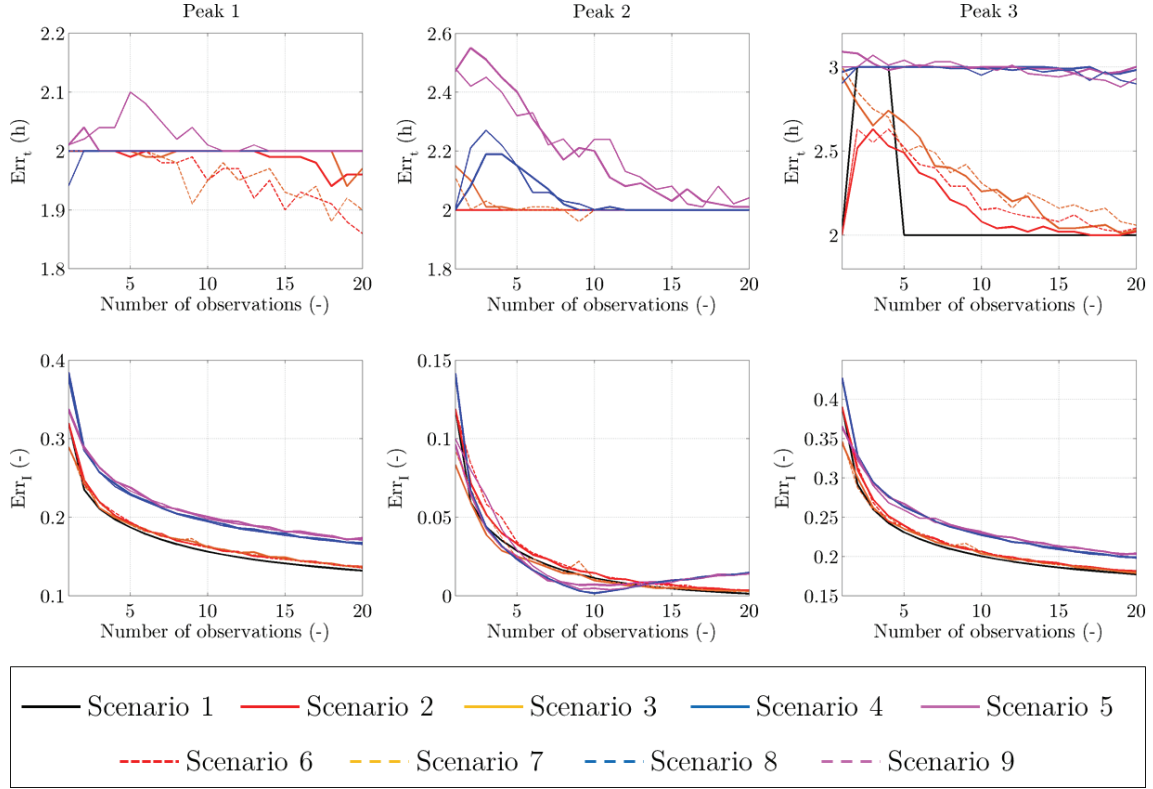 Peak 1
Peak 2
Peak 3
2.2
2.1
2
1.9
1.8
Err_t (h)
5 10 15 20
Number of observations (-)
2.6
2.4
2.2
2
1.8
Err_t (h)
5 10 15 20
Number of observations (-)
3
2.5
2
Err_t (h)
5 10 15 20
Number of observations (-)
0.4
0.3
0.2
0.1
Err_I (-)
5 10 15 20
Number of observations (-)
0.15
0.1
0.05
0
Err_I (-)
5 10 15 20
Number of observations (-)
0.4
0.35
0.3
0.25
0.2
0.15
Err_I (-)
5 10 15 20
Number of observations (-)
Scenario 1 Scenario 2 Scenario 3 Scenario 4 Scenario 5
Scenario 6 Scenario 7 Scenario 8 Scenario 9